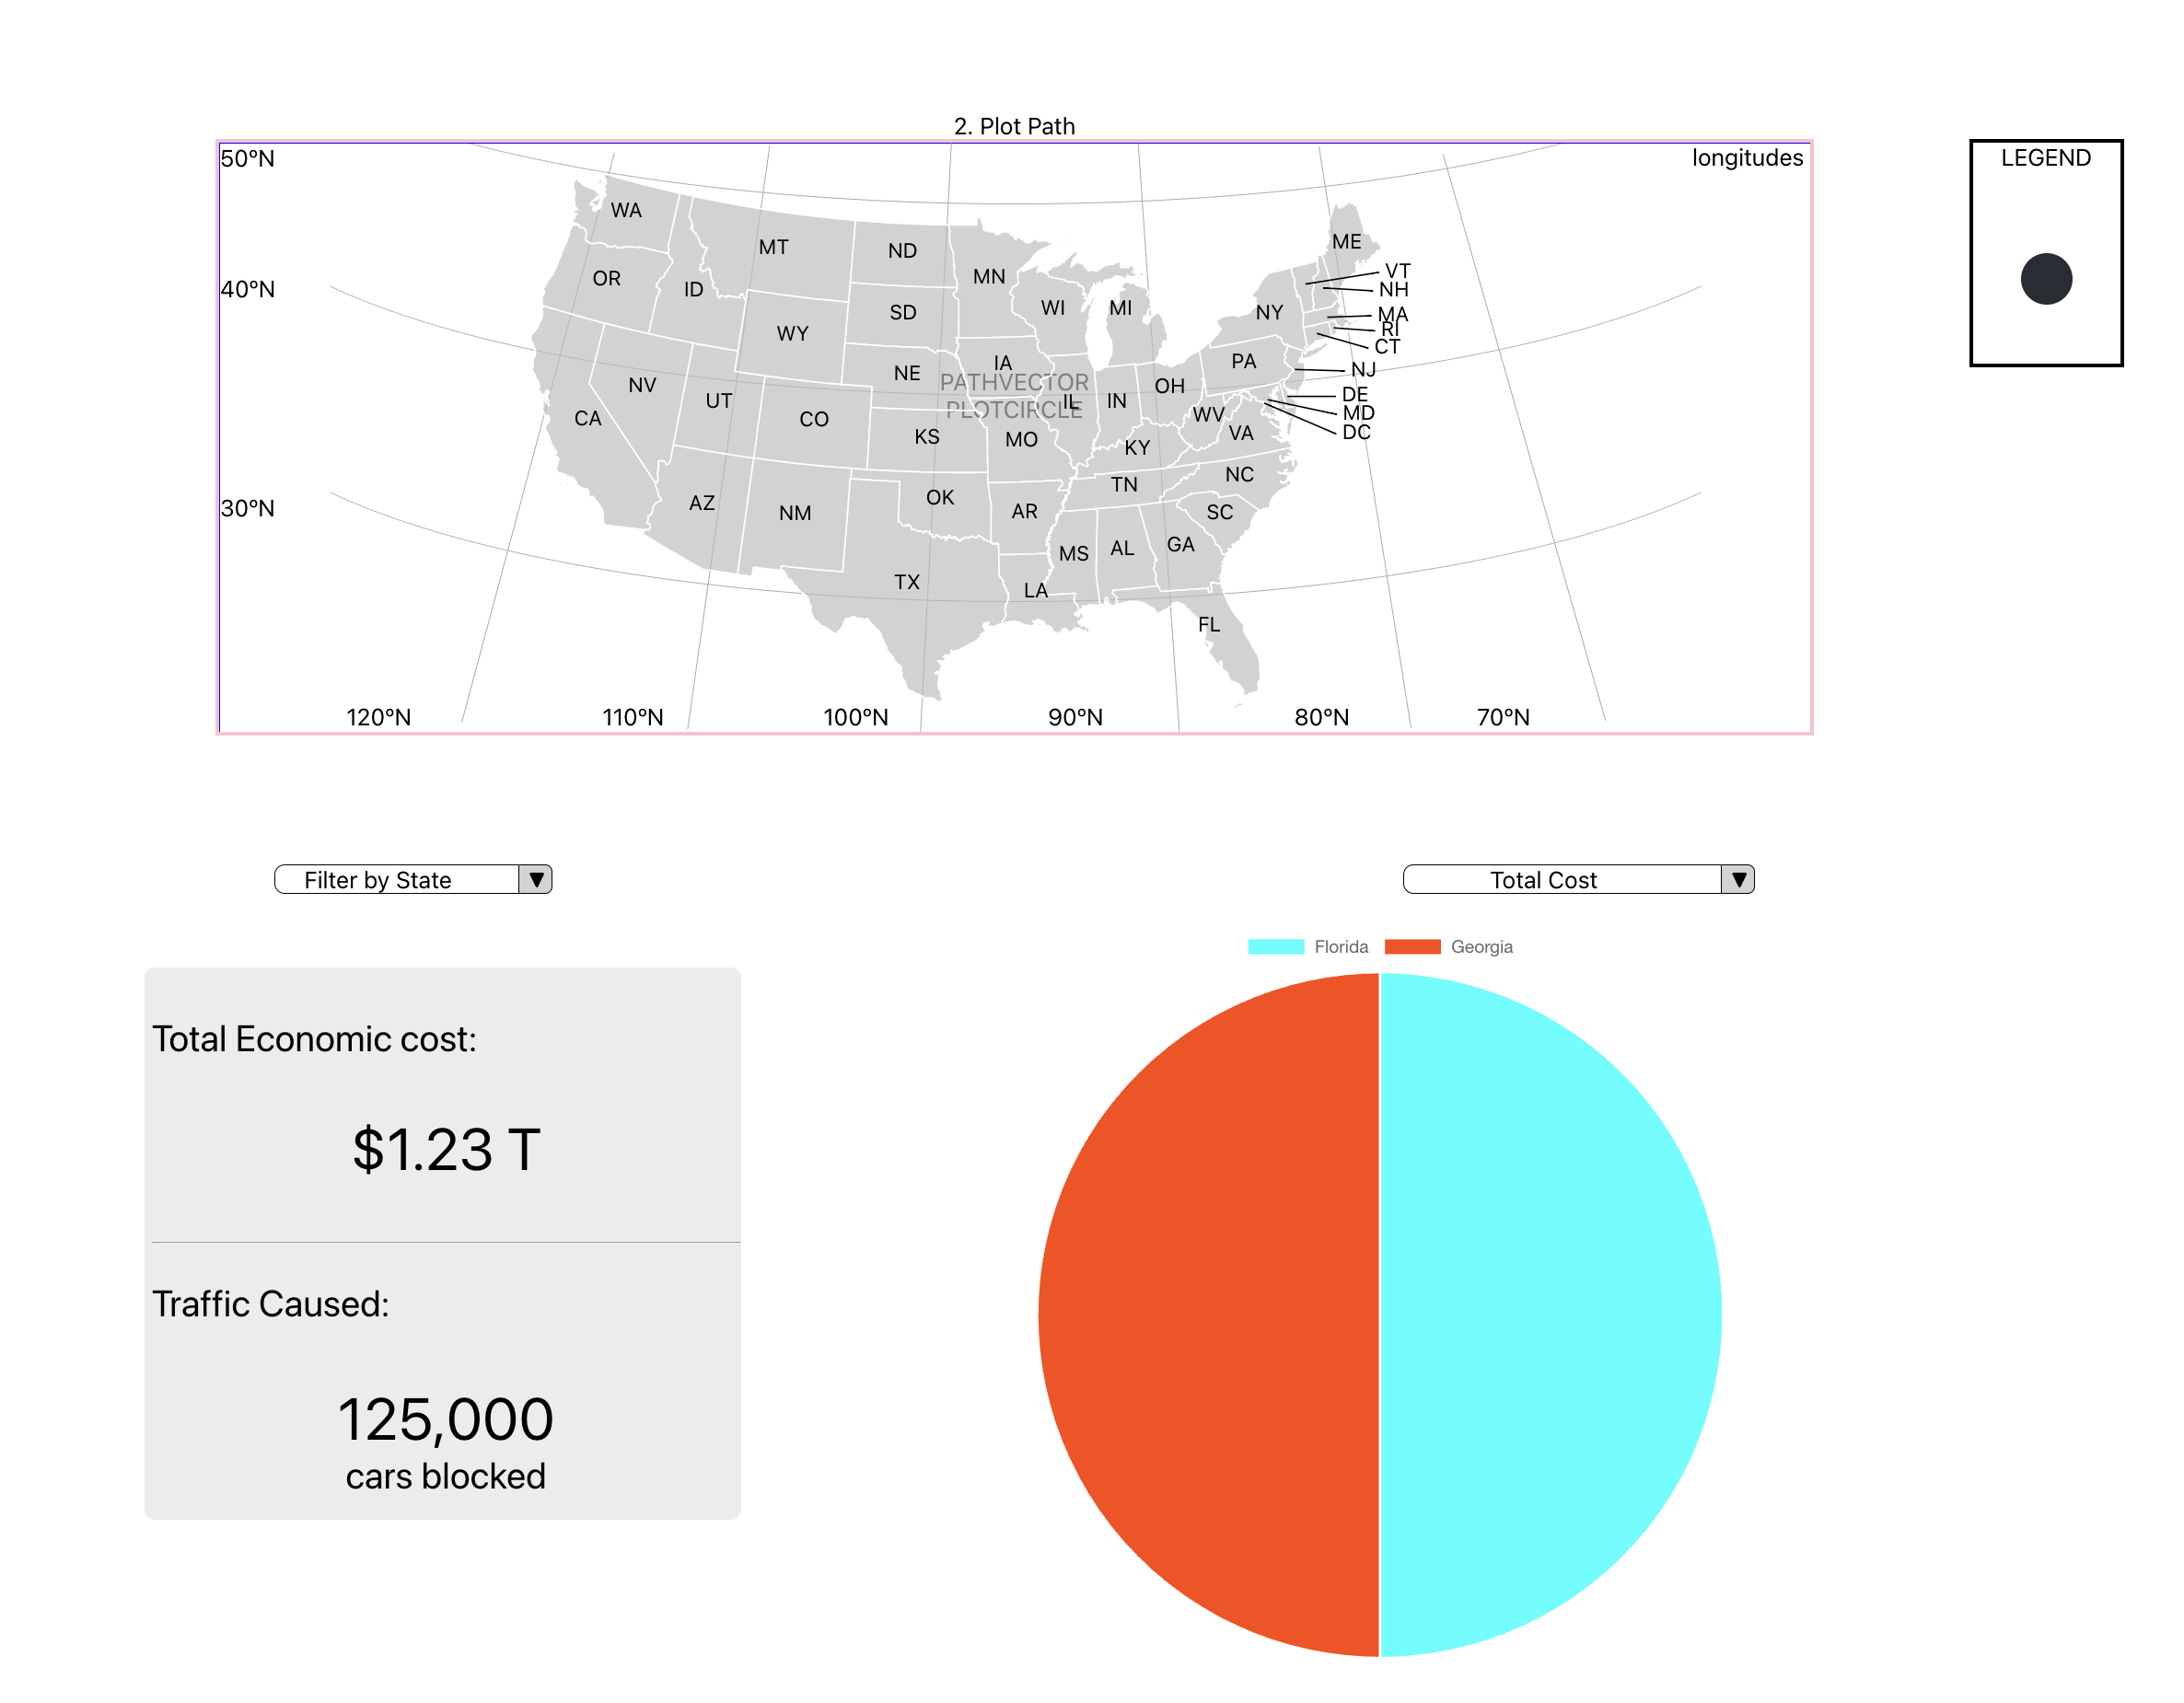 2. Plot Path
50°N
longitudes
LEGEND
WA
MT
ND
ME
OR
ID
MN
VT
NH
SD
WI
MI
NY
MA
RI
WY
CT
IA
PA
NE
NJ
PATHVECTOR
NV
UT
OH
IN
IL
DE
PLOTCIRCLE
CA
CO
WV
MD
KS
MO
VA
DC
KY
40°N
TN
NC
AZ
OK
NM
AR
SC
30°N
MS
AL
GA
TX
LA
FL
120°N
110°N
100°N
90°N
80°N
70°N
Filter by State ▼
Total Cost ▼
Florida
Georgia
Total Economic cost:
$1.23 T
Traffic Caused:
125,000
cars blocked